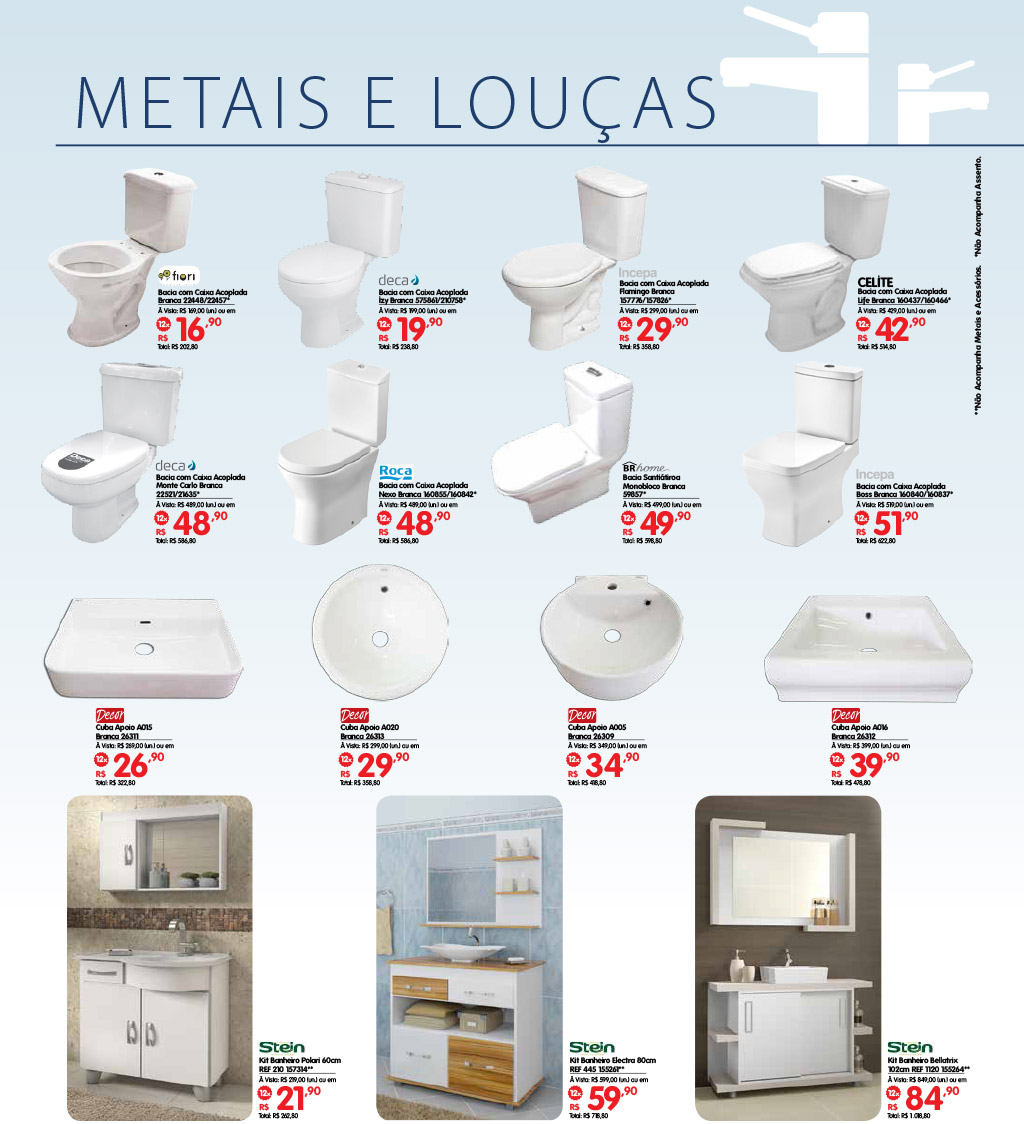 METAIS E LOUÇAS
*Não Acompanha Assento.
**Não Acompanha Metais e Acessórios.
fiori
Bacia com Caixa Acoplada
Branca 22448/22457*
À Vista: R$ 169,00 (un.) ou em
12x R$ 16,90
Total: R$ 202,80
deca
Bacia com Caixa Acoplada
Izy Branca 575861/210758*
À Vista: R$ 199,00 (un.) ou em
12x R$ 19,90
Total: R$ 238,80
Incepa
Bacia com Caixa Acoplada
Flamingo Branca
157776/157826*
À Vista: R$ 299,00 (un.) ou em
12x R$ 29,90
Total: R$ 358,80
CELITE
Bacia com Caixa Acoplada
Life Branca 160437/160466*
À Vista: R$ 429,00 (un.) ou em
12x R$ 42,90
Total: R$ 514,80
Deca
deca
Bacia com Caixa Acoplada
Monte Carlo Branca
22521/21635*
À Vista: R$ 489,00 (un.) ou em
12x R$ 48,90
Total: R$ 586,80
Roca
Bacia com Caixa Acoplada
Nexo Branca 160855/160842*
À Vista: R$ 489,00 (un.) ou em
12x R$ 48,90
Total: R$ 586,80
BRhome
Bacia Santiátiroa
Monobloco Branca
59857*
À Vista: R$ 499,00 (un.) ou em
12x R$ 49,90
Total: R$ 598,80
Incepa
Bacia com Caixa Acoplada
Boss Branca 160840/160837*
À Vista: R$ 519,00 (un.) ou em
12x R$ 51,90
Total: R$ 622,80
Decor
Cuba Apoio A015
Branca 26311
À Vista: R$ 269,00 (un.) ou em
12x R$ 26,90
Total: R$ 322,80
Decor
Cuba Apoio A020
Branca 26313
À Vista: R$ 299,00 (un.) ou em
12x R$ 29,90
Total: R$ 358,80
Decor
Cuba Apoio A005
Branca 26309
À Vista: R$ 349,00 (un.) ou em
12x R$ 34,90
Total: R$ 418,80
Decor
Cuba Apoio A016
Branca 26312
À Vista: R$ 399,00 (un.) ou em
12x R$ 39,90
Total: R$ 478,80
Stein
Kit Banheiro Polari 60cm
REF 210 157314**
À Vista: R$ 219,00 (un.) ou em
12x R$ 21,90
Total: R$ 262,80
Stein
Kit Banheiro Electra 80cm
REF 445 155261**
À Vista: R$ 599,00 (un.) ou em
12x R$ 59,90
Total: R$ 718,80
Stein
Kit Banheiro Bellatrix
102cm REF 1120 155264**
À Vista: R$ 849,00 (un.) ou em
12x R$ 84,90
Total: R$ 1.018,80